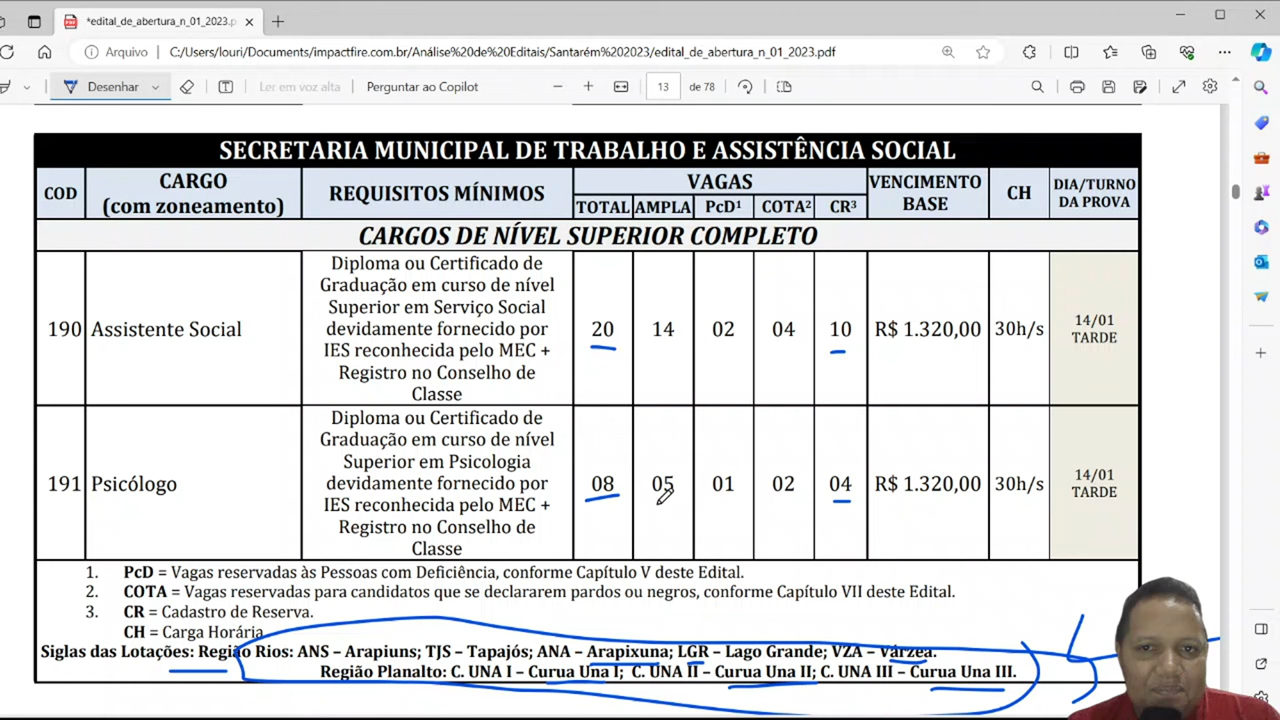 *edital_de_abertura_n_01_2023.p
Arquivo
C:/Users/louri/Documents/impactfire.com.br/Análise%20de%20Editais/Santarém%202023/edital_de_abertura_n_01_2023.pdf
Desenhar
Ler em voz alta
Perguntar ao Copilot
13
de 78
SECRETARIA MUNICIPAL DE TRABALHO E ASSISTÊNCIA SOCIAL
COD
CARGO
(com zoneamento)
REQUISITOS MÍNIMOS
VAGAS
TOTAL
AMPLA
PcD¹
COTA²
CR³
VENCIMENTO
BASE
CH
DIA/TURNO
DA PROVA
CARGOS DE NÍVEL SUPERIOR COMPLETO
190
Assistente Social
Diploma ou Certificado de
Graduação em curso de nível
Superior em Serviço Social
devidamente fornecido por
IES reconhecida pelo MEC +
Registro no Conselho de
Classe
20
14
02
04
10
R$ 1.320,00
30h/s
14/01
TARDE
191
Psicólogo
Diploma ou Certificado de
Graduação em curso de nível
Superior em Psicologia
devidamente fornecido por
IES reconhecida pelo MEC +
Registro no Conselho de
Classe
08
05
01
02
04
R$ 1.320,00
30h/s
14/01
TARDE
1. PcD = Vagas reservadas às Pessoas com Deficiência, conforme Capítulo V deste Edital.
2. COTA = Vagas reservadas para candidatos que se declararem pardos ou negros, conforme Capítulo VII deste Edital.
3. CR = Cadastro de Reserva.
CH = Carga Horária.
Siglas das Lotações: Região Rios: ANS – Arapiuns; TJS – Tapajós; ANA – Arapixuna; LGR – Lago Grande; VZA – Várzea.
Região Planalto: C. UNA I – Curua Una I; C. UNA II – Curua Una II; C. UNA III – Curua Una III.